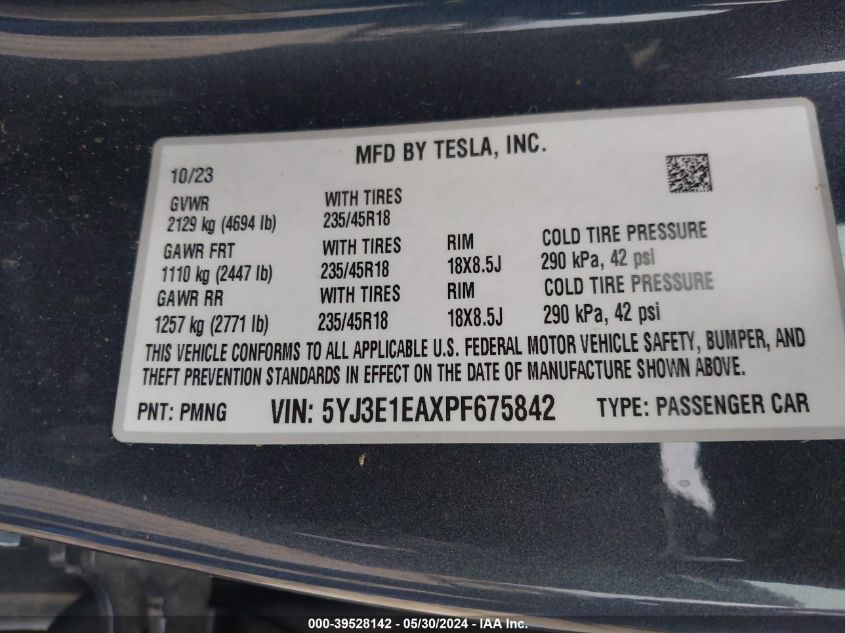 MFD BY TESLA, INC.
10/23
GVWR WITH TIRES
2129 kg (4694 lb) 235/45R18
GAWR FRT WITH TIRES RIM COLD TIRE PRESSURE
1110 kg (2447 lb) 235/45R18 18X8.5J 290 kPa, 42 psi
GAWR RR WITH TIRES RIM COLD TIRE PRESSURE
1257 kg (2771 lb) 235/45R18 18X8.5J 290 kPa, 42 psi
THIS VEHICLE CONFORMS TO ALL APPLICABLE U.S. FEDERAL MOTOR VEHICLE SAFETY, BUMPER, AND
THEFT PREVENTION STANDARDS IN EFFECT ON THE DATE OF MANUFACTURE SHOWN ABOVE.
PNT: PMNG VIN: 5YJ3E1EAXPF675842 TYPE: PASSENGER CAR
000-39528142 - 05/30/2024 - IAA Inc.